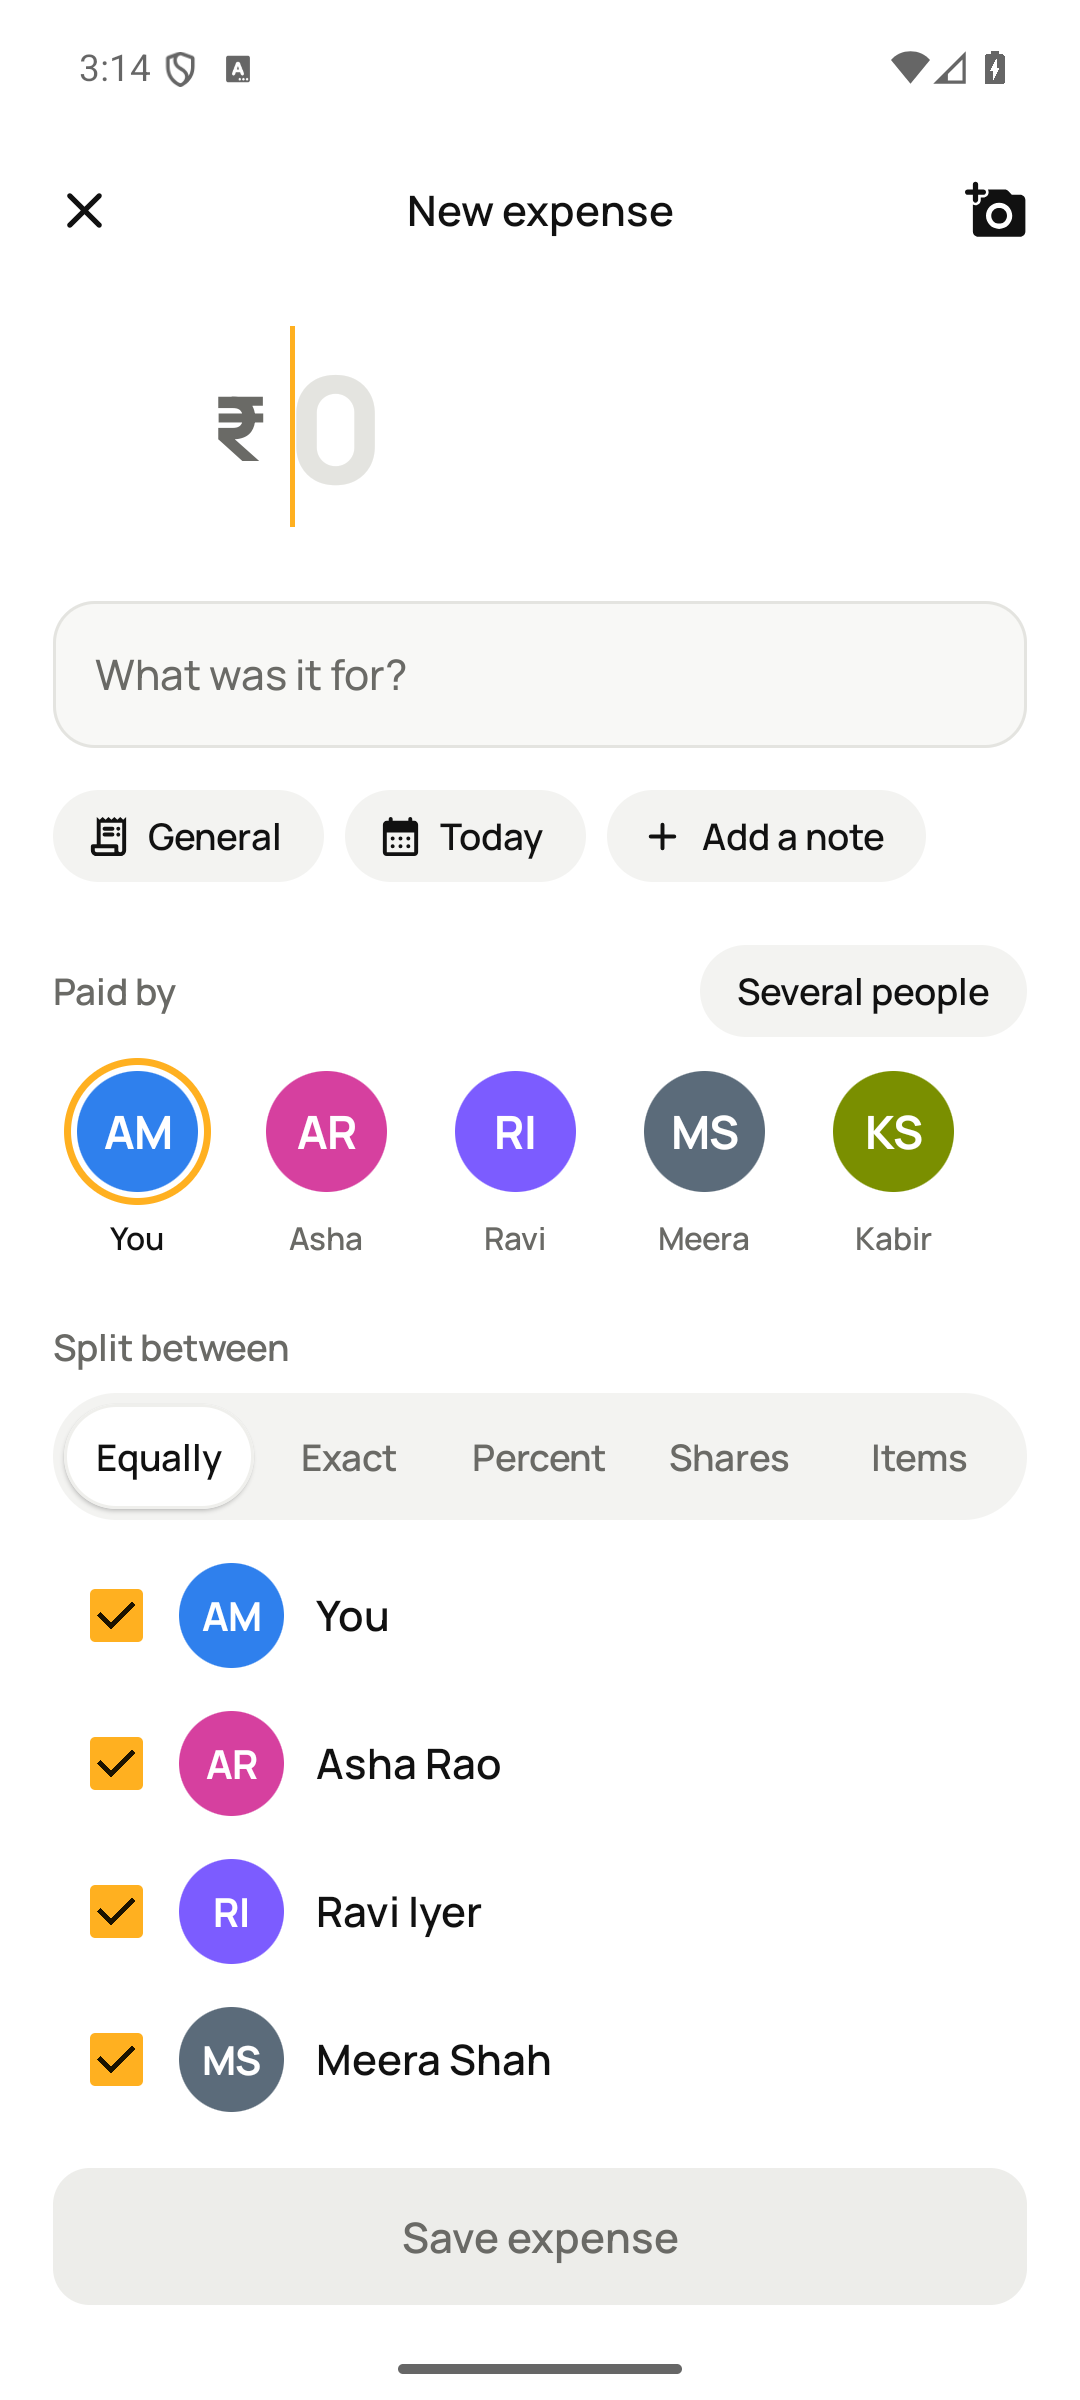 3:14
New expense
₹ 0
What was it for?
General Today Add a note
Paid by Several people
AM AR RI MS KS
You Asha Ravi Meera Kabir
Split between
Equally Exact Percent Shares Items
AM You
AR Asha Rao
RI Ravi Iyer
MS Meera Shah
Save expense